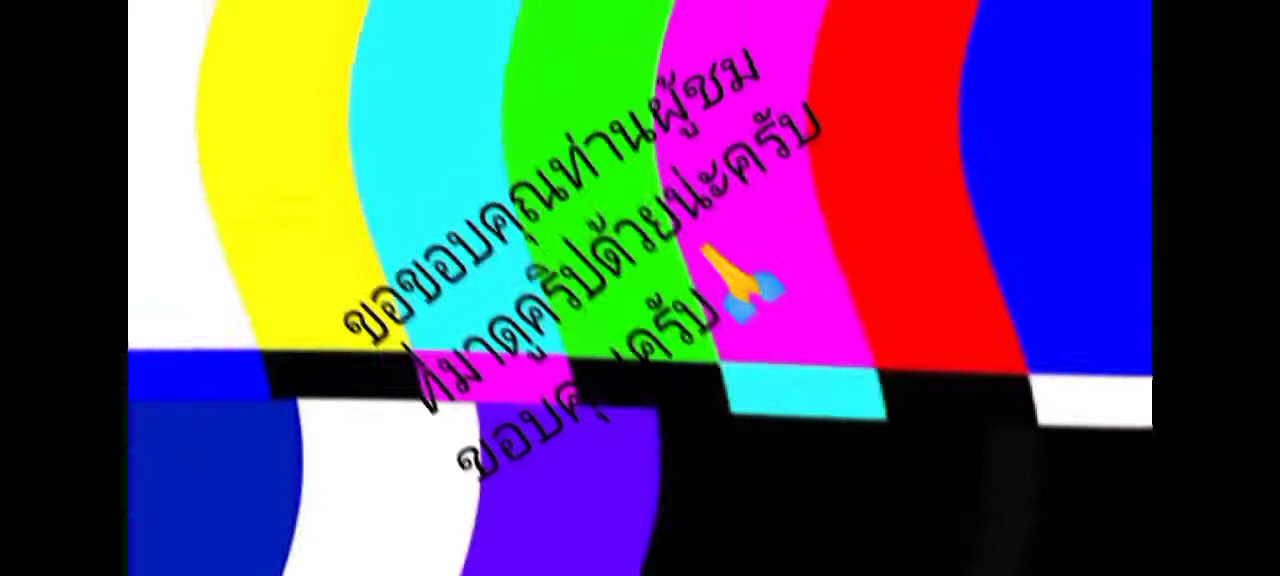 ขอขอบคุณท่านผู้ชม
ที่มาดูคริปด้วยนะครับ
ขอบคุณครับ🙏